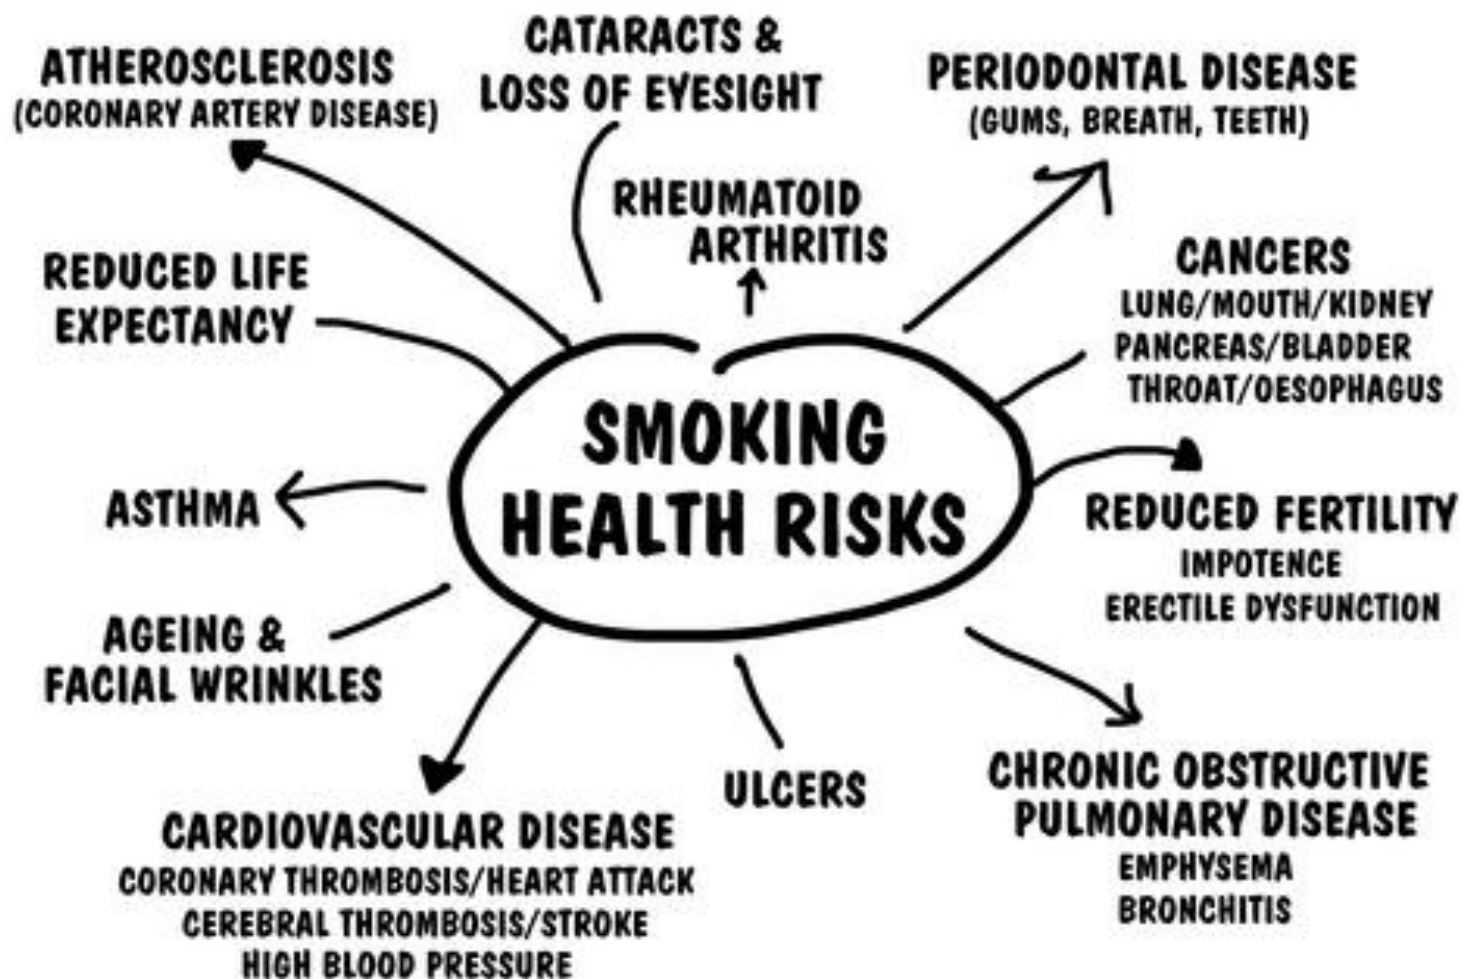 CATARACTS &
LOSS OF EYESIGHT
ATHEROSCLEROSIS
(CORONARY ARTERY DISEASE)
PERIODONTAL DISEASE
(GUMS, BREATH, TEETH)
RHEUMATOID
ARTHRITIS
REDUCED LIFE
EXPECTANCY
CANCERS
LUNG/MOUTH/KIDNEY
PANCREAS/BLADDER
THROAT/OESOPHAGUS
SMOKING
HEALTH RISKS
ASTHMA
REDUCED FERTILITY
IMPOTENCE
ERECTILE DYSFUNCTION
AGEING &
FACIAL WRINKLES
CARDIOVASCULAR DISEASE
CORONARY THROMBOSIS/HEART ATTACK
CEREBRAL THROMBOSIS/STROKE
HIGH BLOOD PRESSURE
ULCERS
CHRONIC OBSTRUCTIVE
PULMONARY DISEASE
EMPHYSEMA
BRONCHITIS